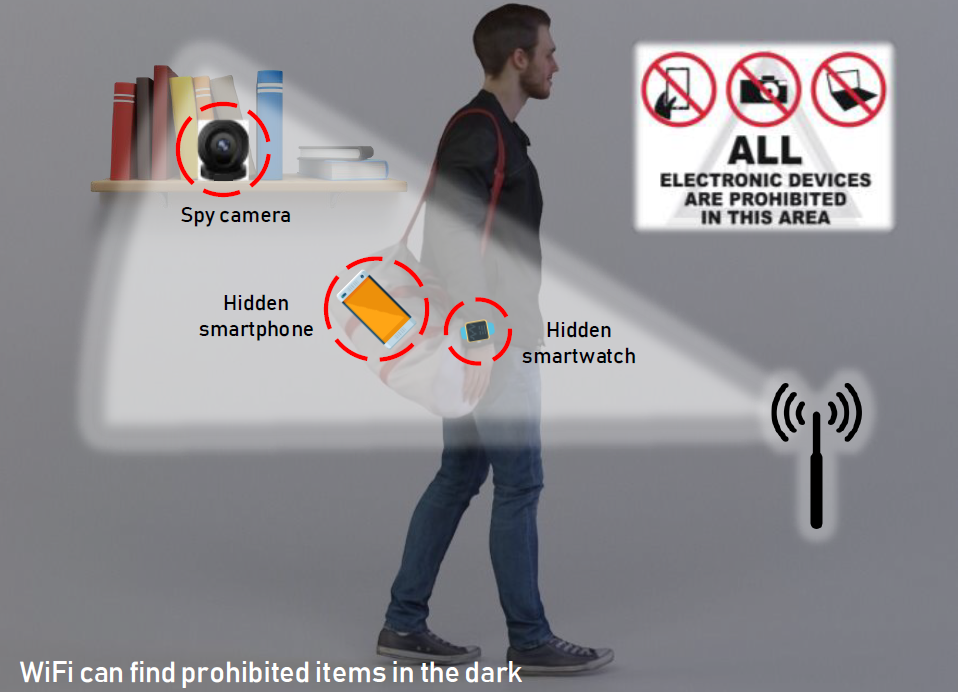 ALL
ELECTRONIC DEVICES
ARE PROHIBITED
IN THIS AREA
Spy camera
Hidden
smartphone
Hidden
smartwatch
WiFi can find prohibited items in the dark